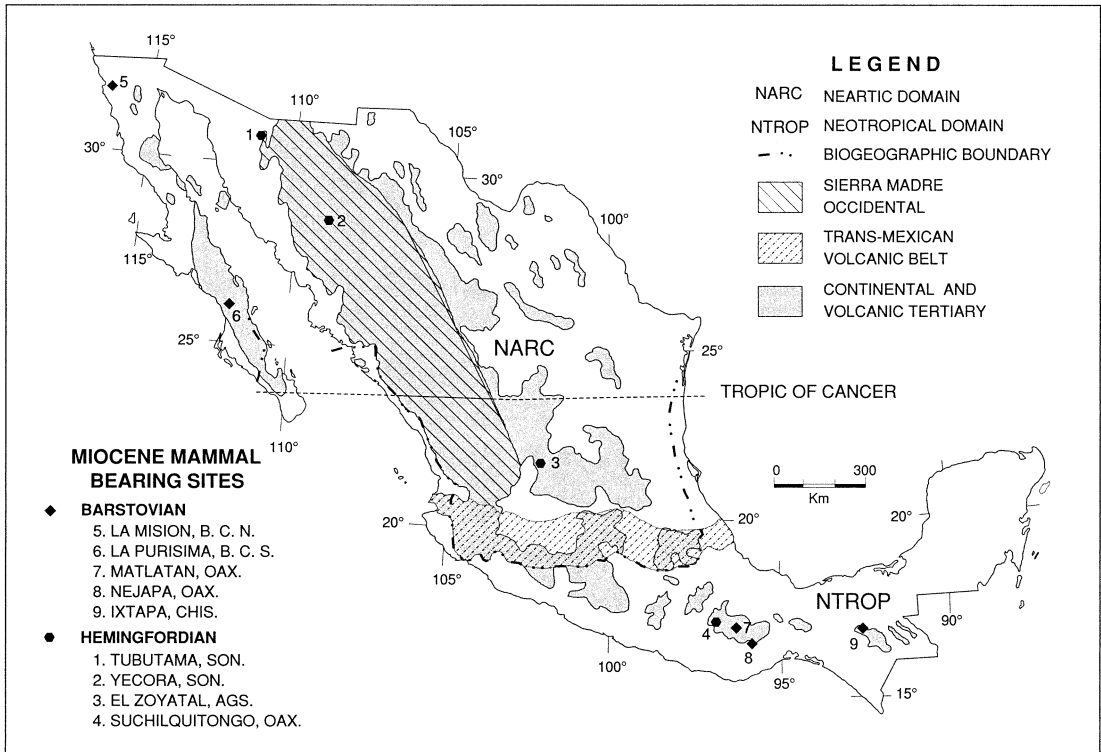 115°
5
110°
1
105°
30°
30°
2
100°
115°
6
25°
NARC
25°
TROPIC OF CANCER
110°
3
0 300
Km
20°
20°
20°
105°
NTROP
90°
4
7
8
9
100°
95°
15°
LEGEND
NARC NEARTIC DOMAIN
NTROP NEOTROPICAL DOMAIN
BIOGEOGRAPHIC BOUNDARY
SIERRA MADRE
OCCIDENTAL
TRANS-MEXICAN
VOLCANIC BELT
CONTINENTAL AND
VOLCANIC TERTIARY
MIOCENE MAMMAL
BEARING SITES
BARSTOVIAN
5. LA MISION, B. C. N.
6. LA PURISIMA, B. C. S.
7. MATLATAN, OAX.
8. NEJAPA, OAX.
9. IXTAPA, CHIS.
HEMINGFORDIAN
1. TUBUTAMA, SON.
2. YECORA, SON.
3. EL ZOYATAL, AGS.
4. SUCHILQUITONGO, OAX.